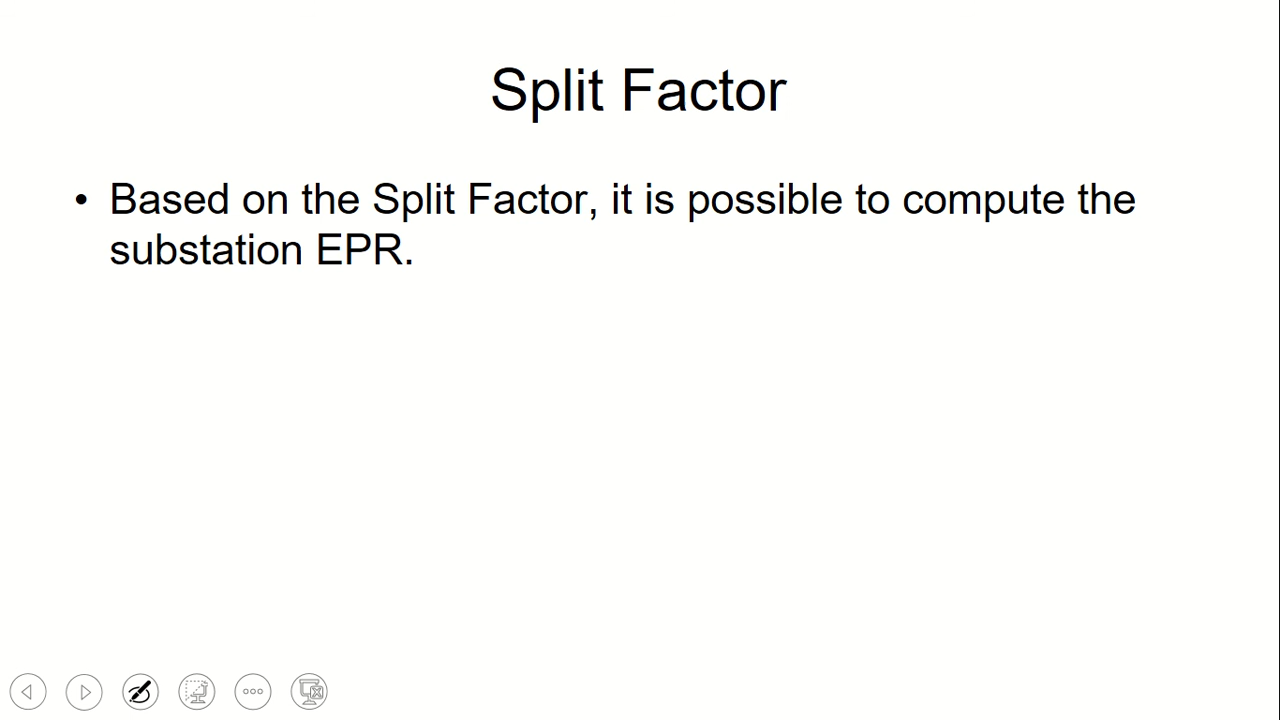 Split Factor
• Based on the Split Factor, it is possible to compute the
substation EPR.